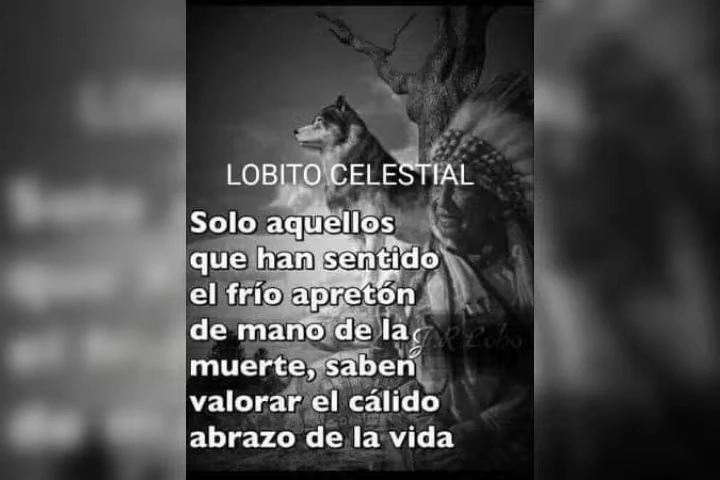 LOBITO CELESTIAL
Solo aquellos
que han sentido
el frío apretón
de mano de la
J.R Lobo
muerte, saben
valorar el cálido
abrazo de la vida